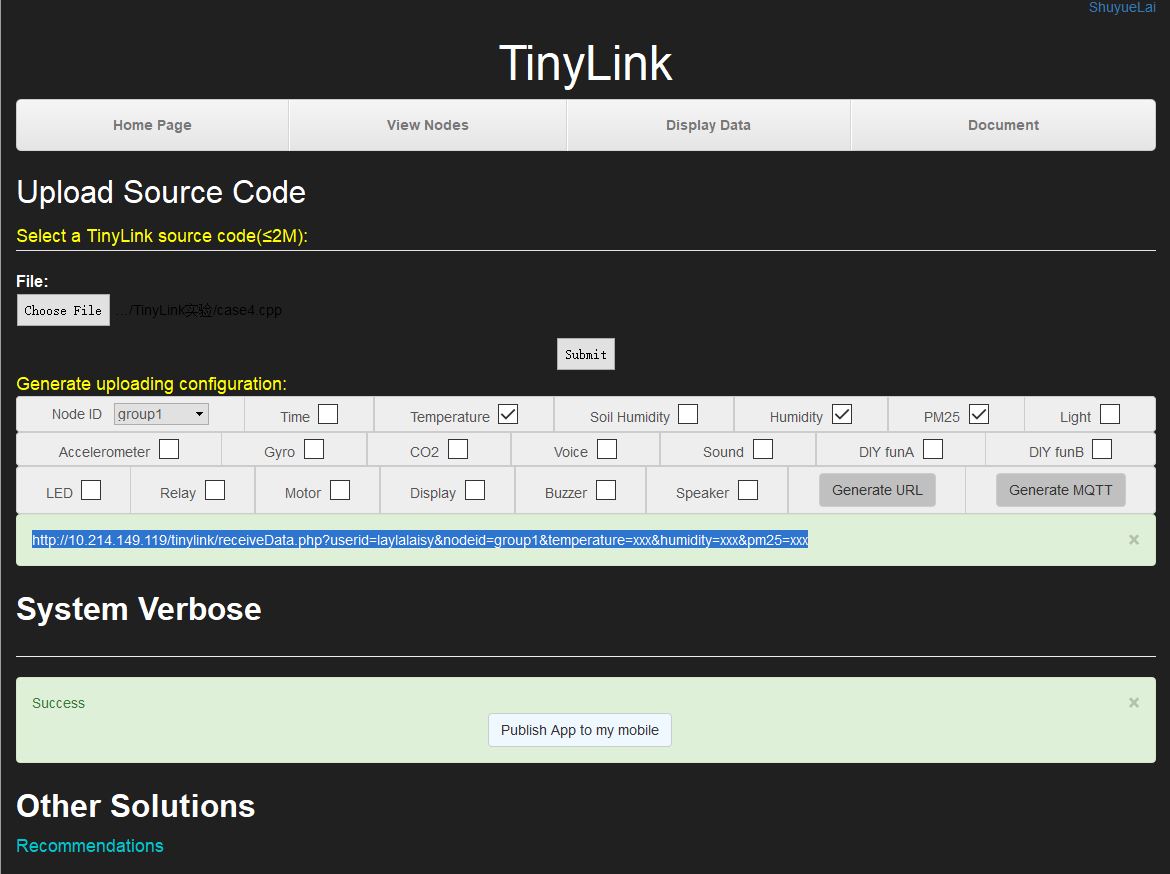 ShuyueLai
TinyLink
Home Page View Nodes Display Data Document
Upload Source Code
Select a TinyLink source code(≤2M):
File:
Choose File .../TinyLink实验/case4.cpp
Submit
Generate uploading configuration:
Node ID group1 Time Temperature Soil Humidity Humidity PM25 Light
Accelerometer Gyro CO2 Voice Sound DIY funA DIY funB
LED Relay Motor Display Buzzer Speaker Generate URL Generate MQTT
http://10.214.149.119/tinylink/receiveData.php?userid=laylalaisy&nodeid=group1&temperature=xxx&humidity=xxx&pm25=xxx ×
System Verbose
Success ×
Publish App to my mobile
Other Solutions
Recommendations